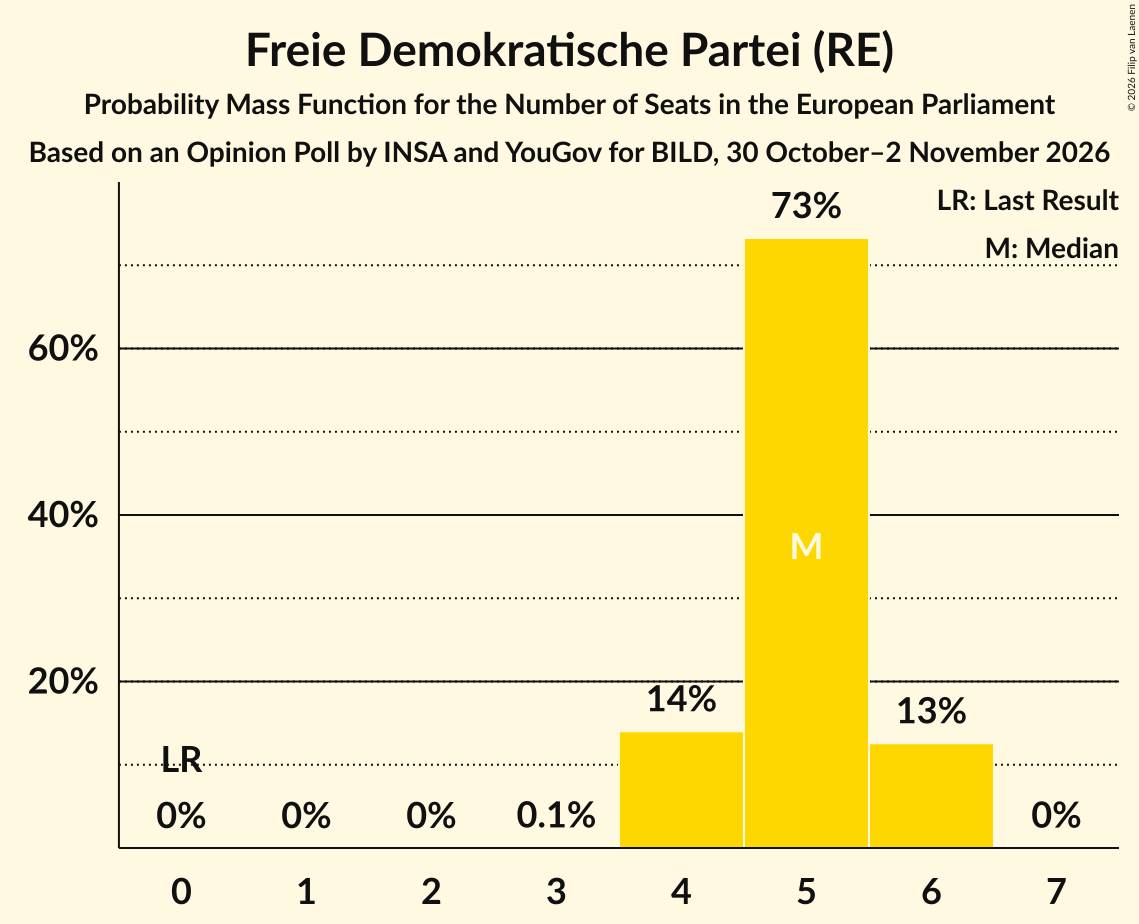 Freie Demokratische Partei (RE)
Probability Mass Function for the Number of Seats in the European Parliament
Based on an Opinion Poll by INSA and YouGov for BILD, 30 October–2 November 2026
© 2026 Filip van Laenen
LR: Last Result
M: Median
73%
60%
40%
M
20%
14%
13%
LR
0%
0%
0%
0.1%
0%
0
1
2
3
4
5
6
7